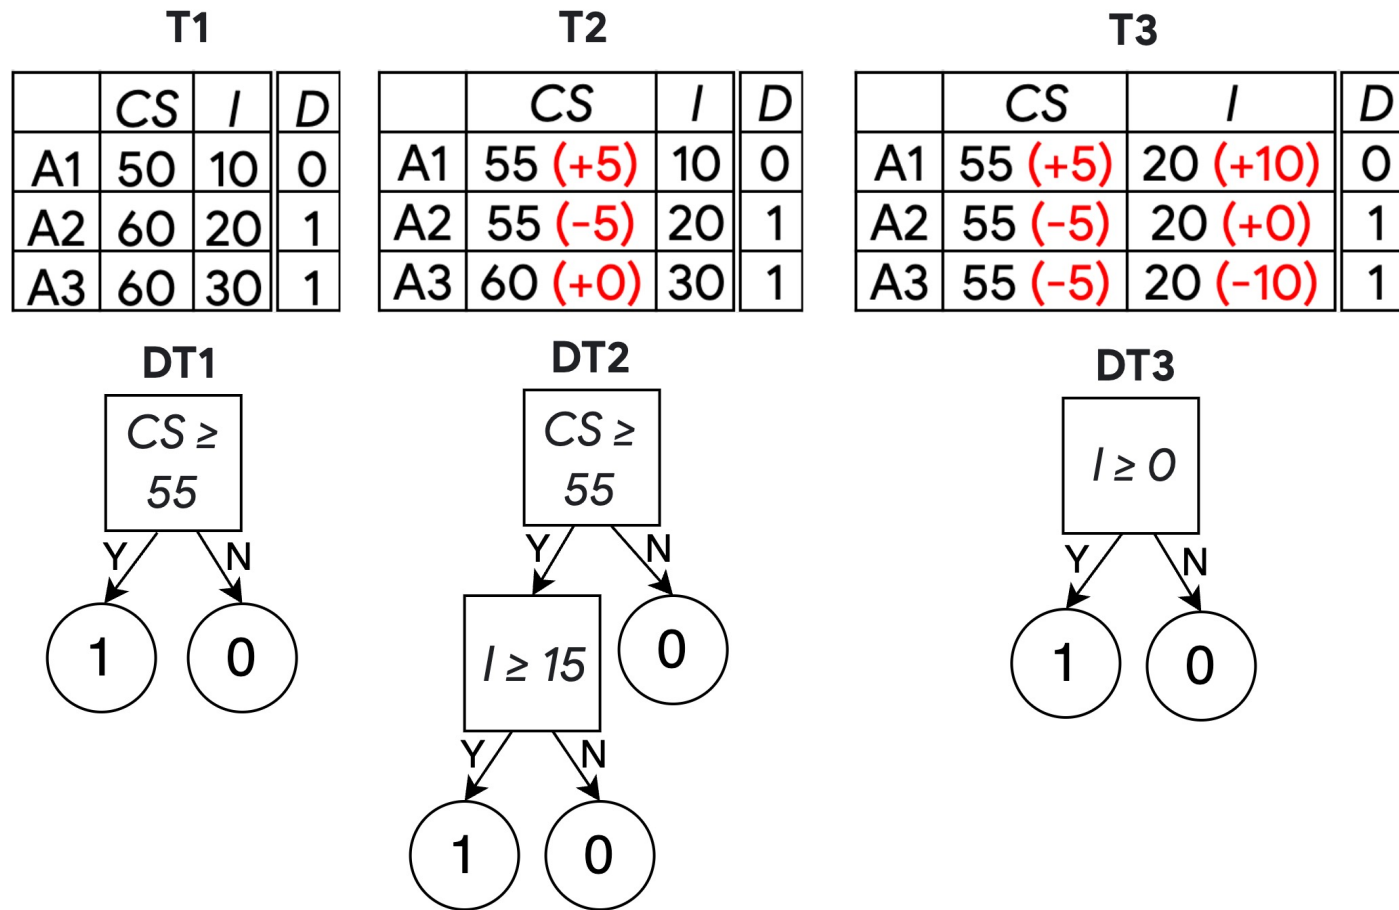 T1
CS I D
A1 50 10 0
A2 60 20 1
A3 60 30 1
T2
CS I D
A1 55 (+5) 10 0
A2 55 (-5) 20 1
A3 60 (+0) 30 1
T3
CS I D
A1 55 (+5) 20 (+10) 0
A2 55 (-5) 20 (+0) 1
A3 55 (-5) 20 (-10) 1
DT1
CS ≥
55
Y N
1 0
DT2
CS ≥
55
Y N
I ≥ 15 0
Y N
1 0
DT3
I ≥ 0
Y N
1 0